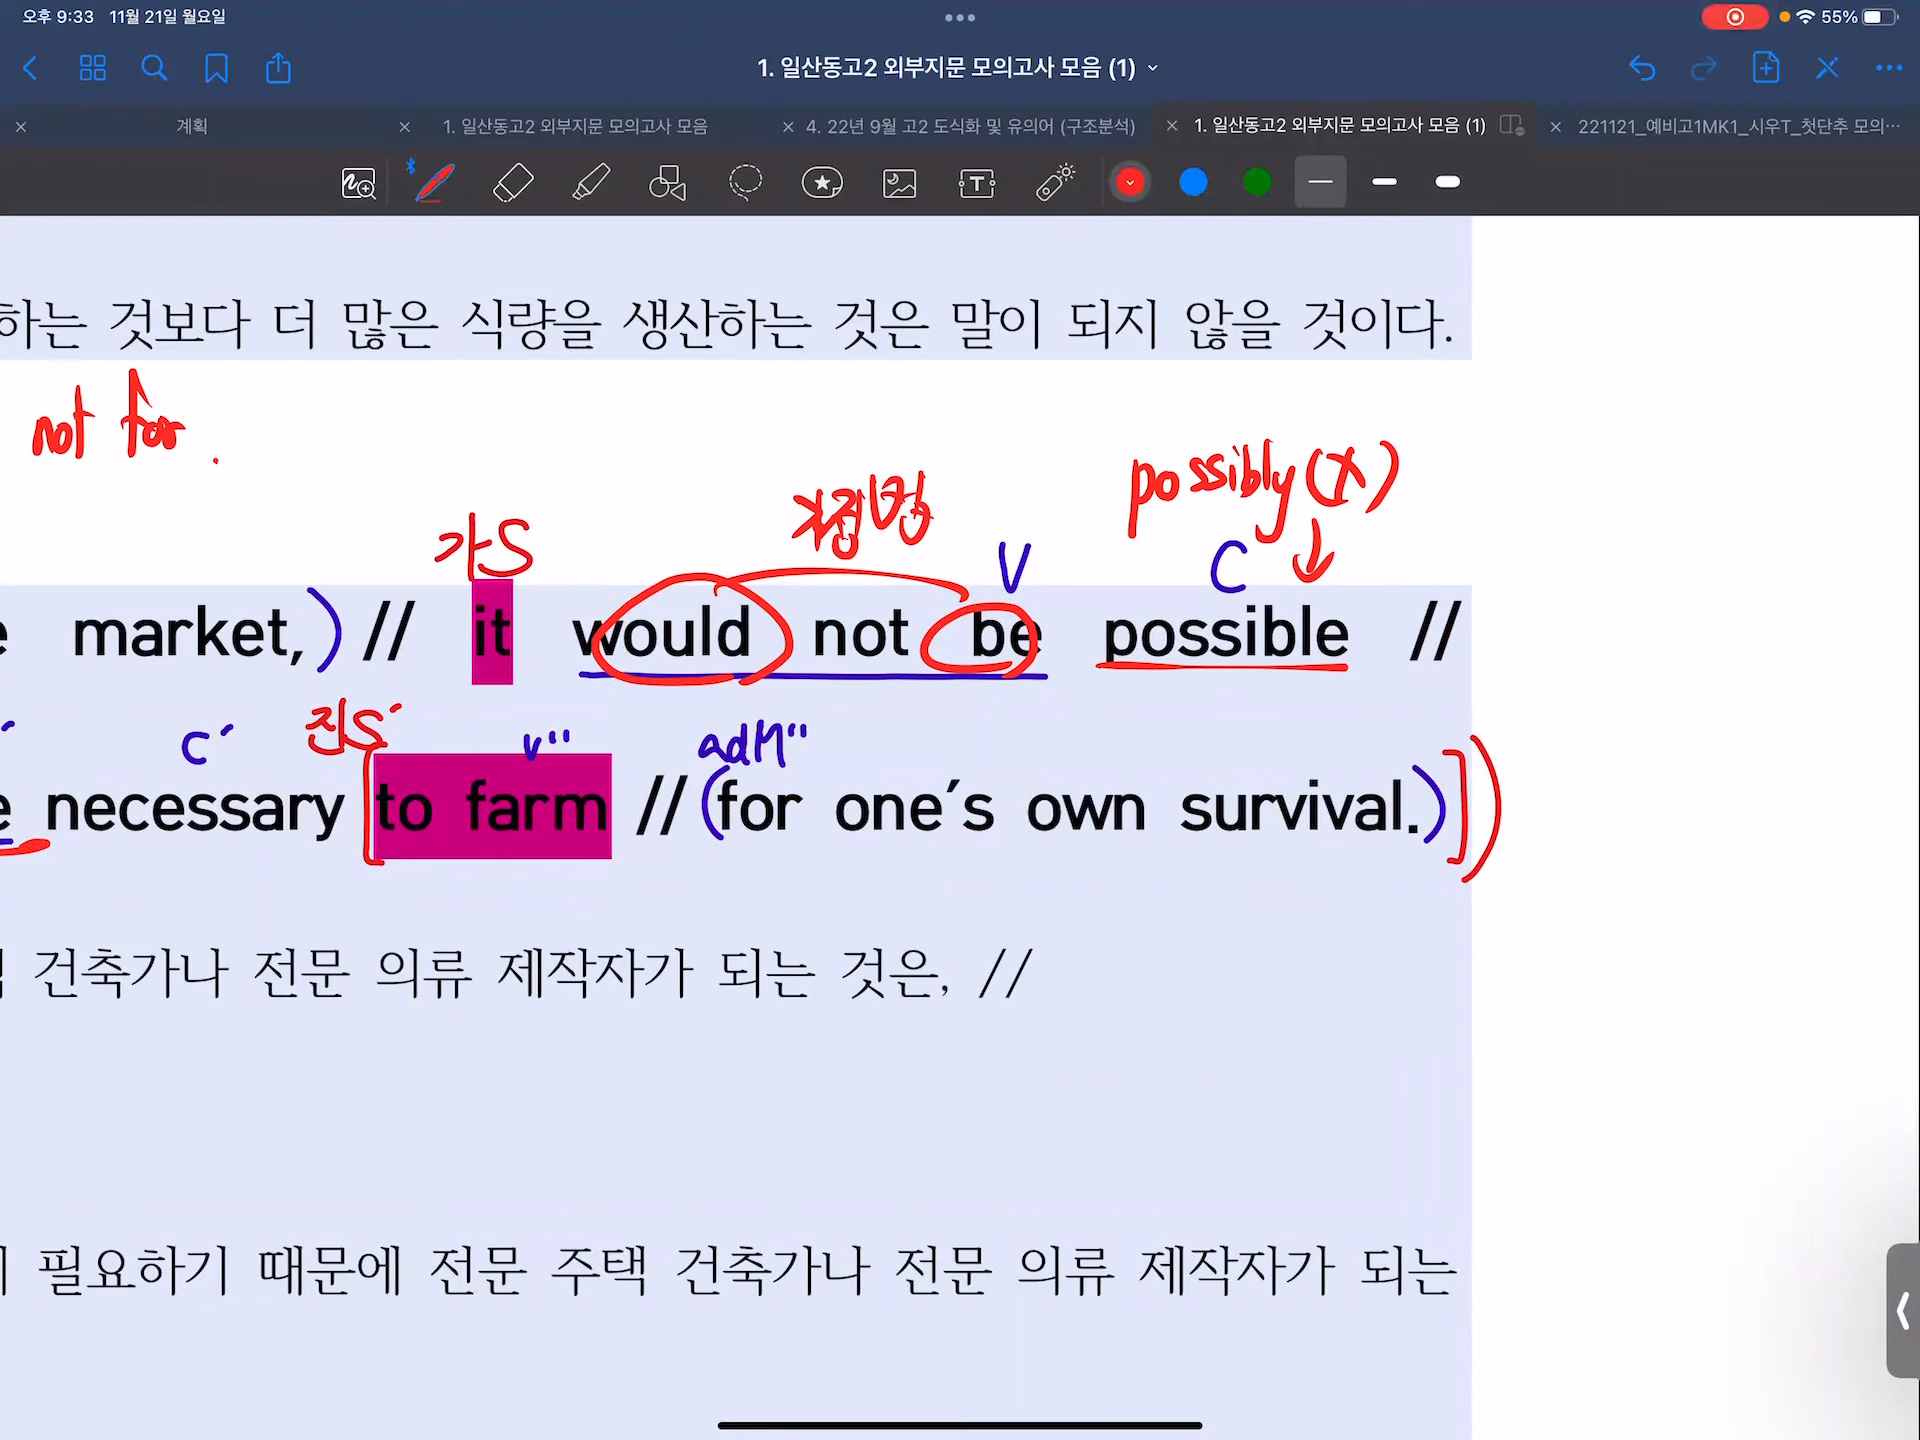 오후 9:33 11월 21일 월요일
55%
1. 일산동고2 외부지문 모의고사 모음 (1)
계획
1. 일산동고2 외부지문 모의고사 모음
4. 22년 9월 고2 도식화 및 유의어 (구조분석)
1. 일산동고2 외부지문 모의고사 모음 (1)
221121_예비고1MK1_시우T_첫단추 모의…
하는 것보다 더 많은 식량을 생산하는 것은 말이 되지 않을 것이다.
not for.
possibly(X)
가S
V
C
market,) // it would not be possible //
C´ 진S´ v´´ adM´´
necessary [to farm //(for one´s own survival.)])
건축가나 전문 의류 제작자가 되는 것은, //
필요하기 때문에 전문 주택 건축가나 전문 의류 제작자가 되는